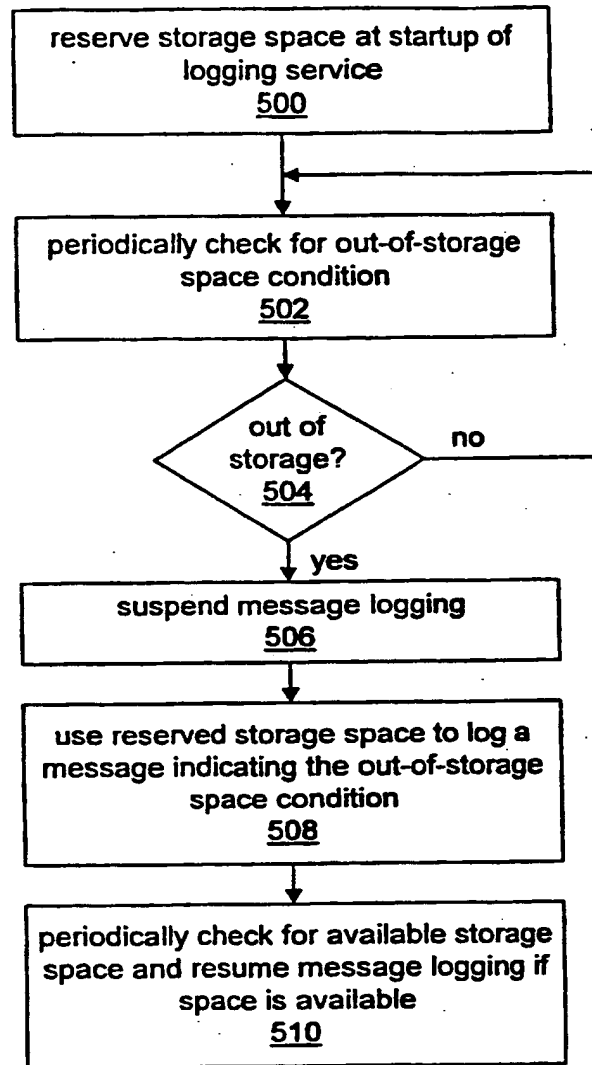 reserve storage space at startup of
logging service
500
periodically check for out-of-storage
space condition
502
out of
storage?
504
no
yes
suspend message logging
506
use reserved storage space to log a
message indicating the out-of-storage
space condition
508
periodically check for available storage
space and resume message logging if
space is available
510